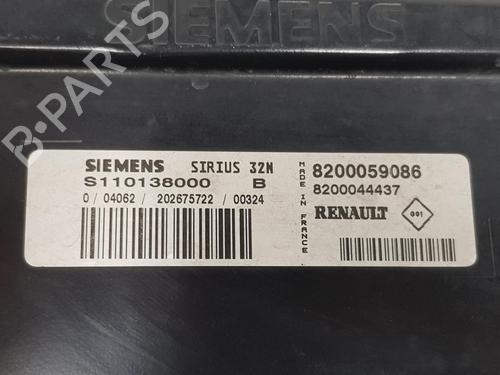 SIEMENS
SIEMENS SIRIUS 32N
S110138000 B
0 / 04062 / 202675722 / 00324
MADE IN FRANCE
8200059086
8200044437
RENAULT 001
B-PARTS